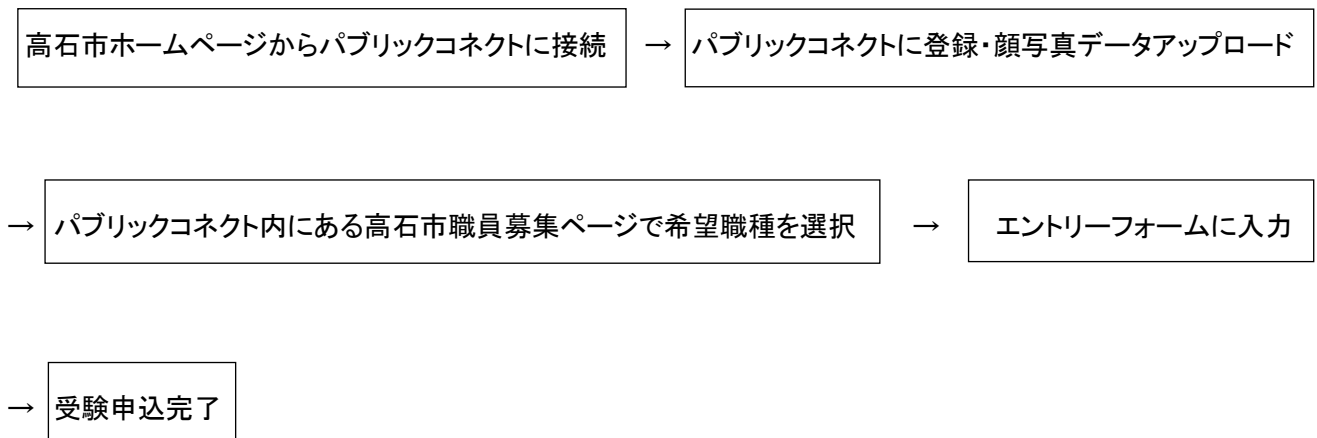 高石市ホームページからパブリックコネクトに接続 → パブリックコネクトに登録・顔写真データアップロード
→ パブリックコネクト内にある高石市職員募集ページで希望職種を選択 → エントリーフォームに入力
→ 受験申込完了